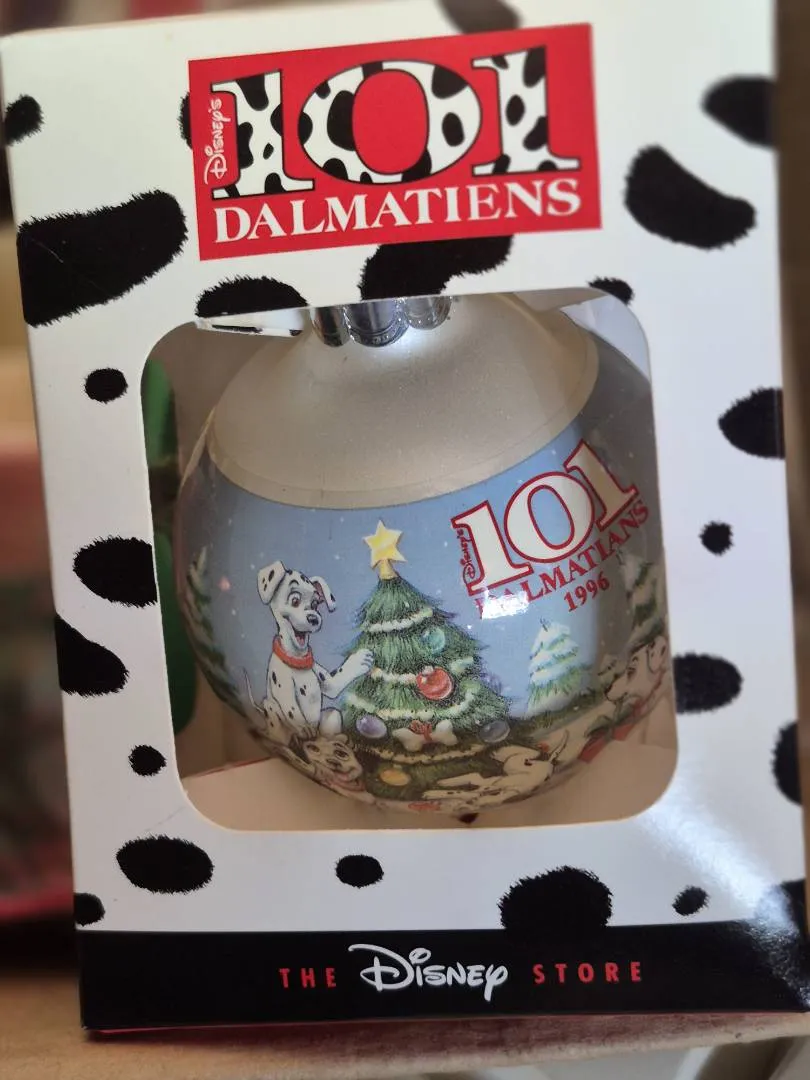 DISNEY'S
101
DALMATIENS
DISNEY'S
101
DALMATIANS
1996
THE DISNEY STORE